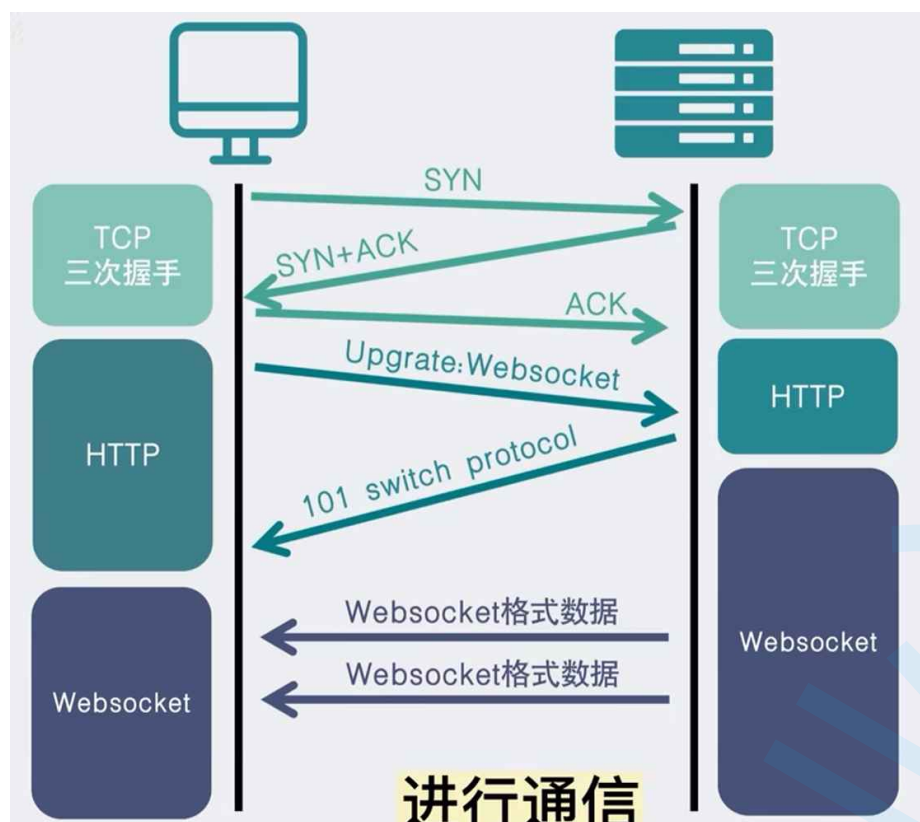 SYN
TCP
三次握手
SYN+ACK
ACK
TCP
三次握手
Upgrate:Websocket
HTTP
HTTP
101 switch protocol
Websocket格式数据
Websocket格式数据
Websocket
Websocket
进行通信